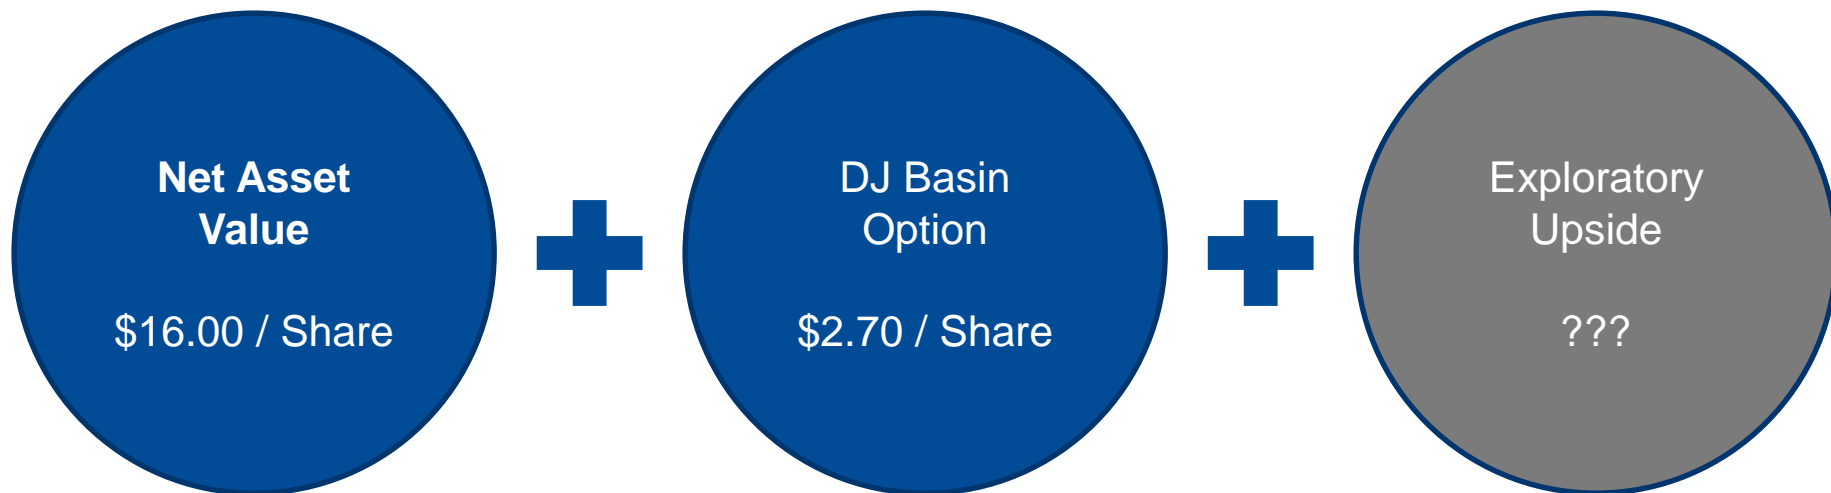 Net Asset
Value
$16.00 / Share
DJ Basin
Option
$2.70 / Share
Exploratory
Upside
???